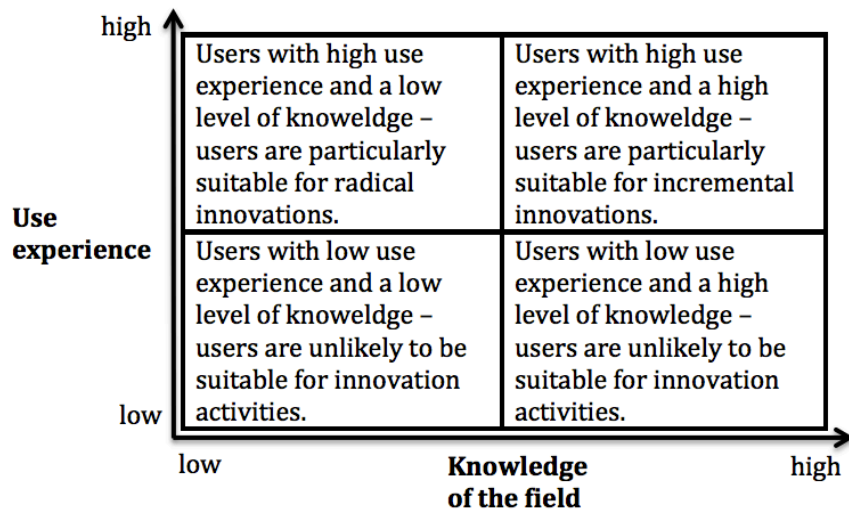 high
Users with high use
experience and a low
level of knoweldge –
users are particularly
suitable for radical
innovations.
Users with high use
experience and a high
level of knoweldge –
users are particularly
suitable for incremental
innovations.
Use
experience
Users with low use
experience and a low
level of knoweldge –
users are unlikely to be
suitable for innovation
activities.
Users with low use
experience and a high
level of knowledge –
users are unlikely to be
suitable for innovation
activities.
low
low
Knowledge
of the field
high